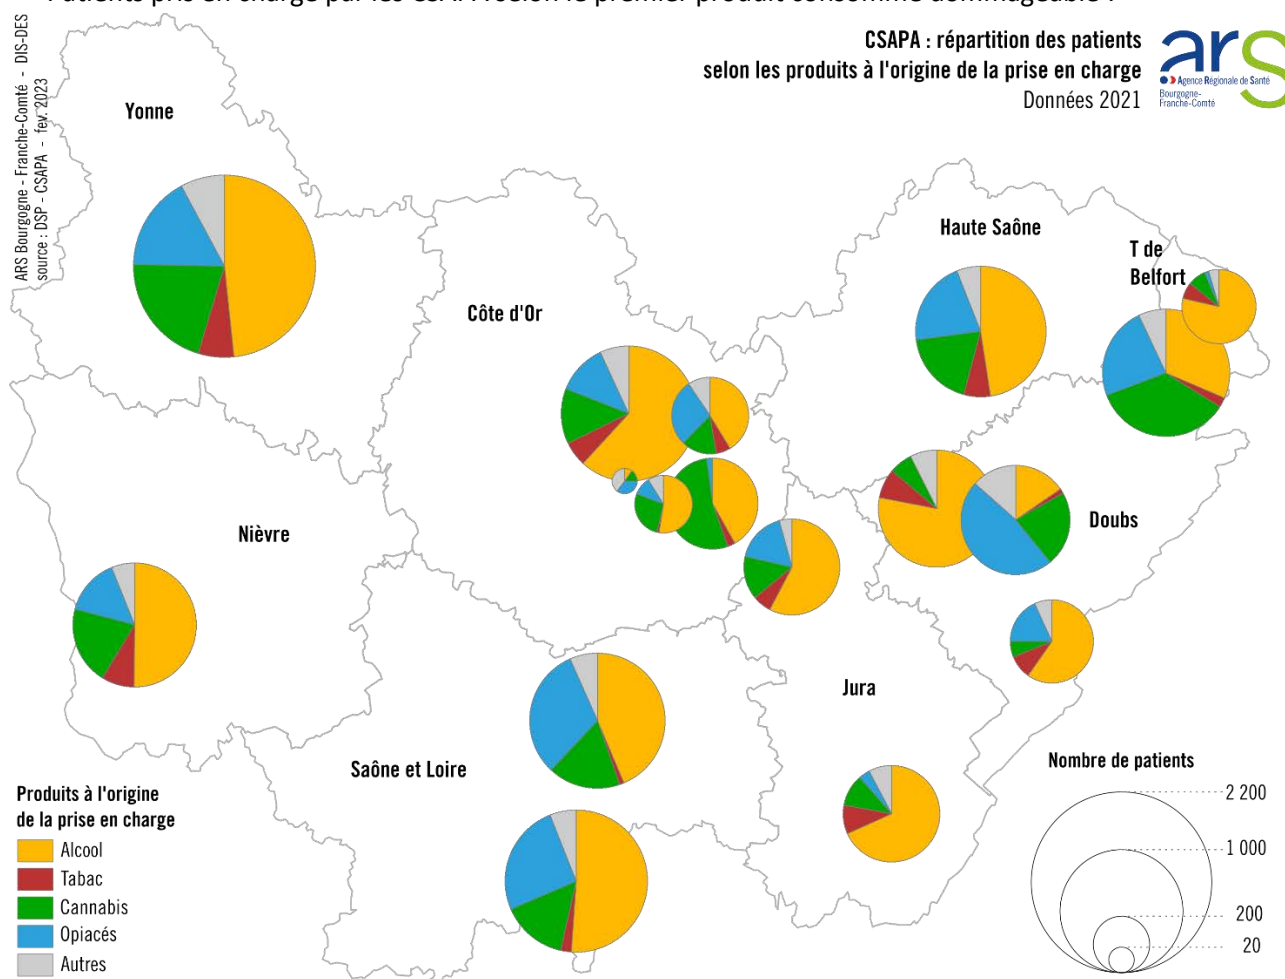 CSAPA : répartition des patients
selon les produits à l'origine de la prise en charge
Données 2021
ars
Agence Régionale de Santé
Bourgogne-
Franche-Comté
ARS Bourgogne - Franche-Comté - DIS-DES
source : DSP - CSAPA - fev. 2023
Yonne
Haute Saône
T de
Belfort
Côte d'Or
Nièvre
Doubs
Jura
Saône et Loire
Produits à l'origine
de la prise en charge
Alcool
Tabac
Cannabis
Opiacés
Autres
Nombre de patients
2 200
1 000
200
20